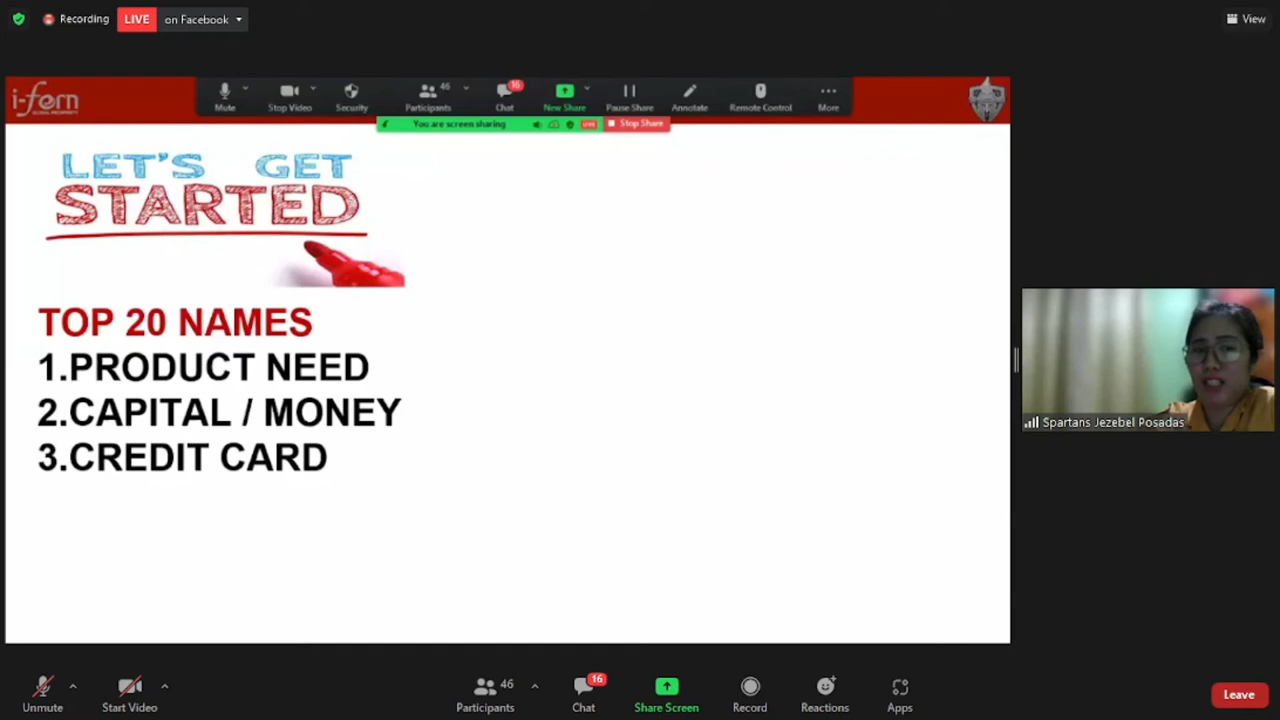 Recording
LIVE on Facebook
View
i-fern
46
16
Mute
Stop Video
Security
Participants
Chat
New Share
Pause Share
Annotate
Remote Control
More
You are screen sharing
LIVE
Stop Share
LET'S GET
STARTED
TOP 20 NAMES
1.PRODUCT NEED
2.CAPITAL / MONEY
3.CREDIT CARD
Spartans Jezebel Posadas
Unmute
Start Video
46
Participants
16
Chat
Share Screen
Record
Reactions
Apps
Leave